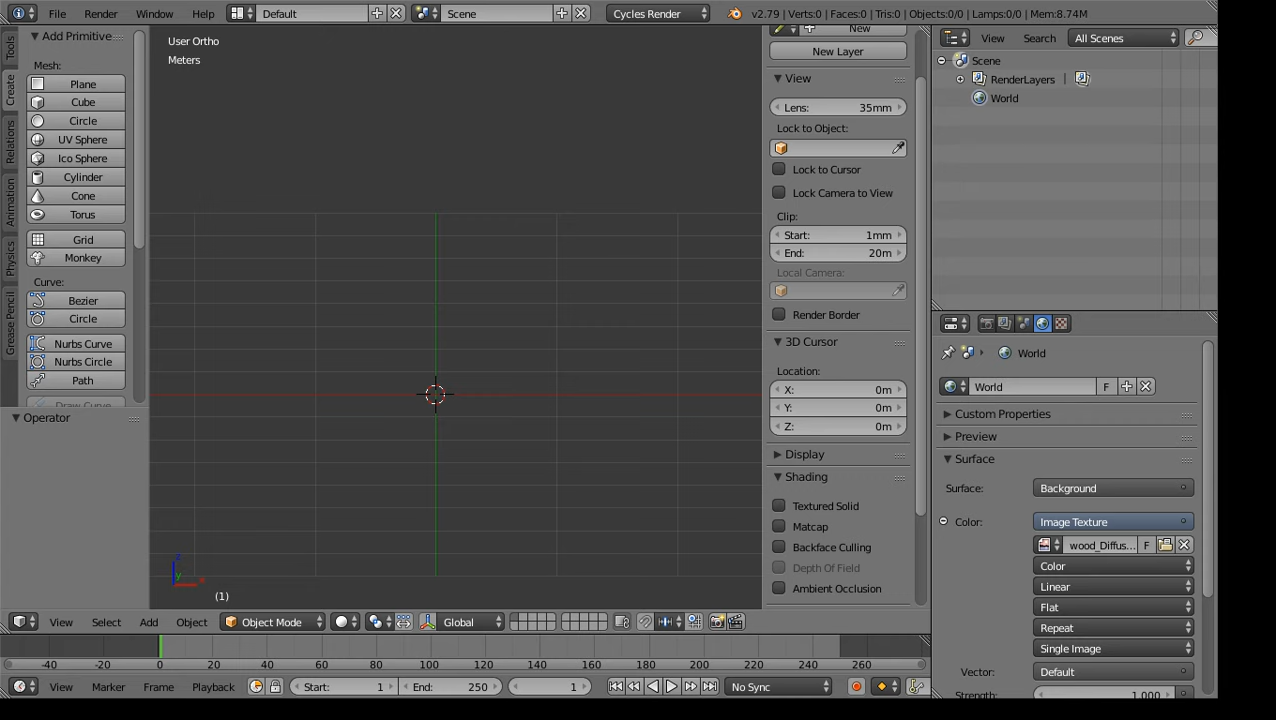 File Render Window Help Default Scene Cycles Render v2.79 | Verts:0 | Faces:0 | Tris:0 | Objects:0/0 | Lamps:0/0 | Mem:8.74M
Tools
Create
Relations
Animation
Physics
Grease Pencil
Add Primitive
Mesh:
Plane
Cube
Circle
UV Sphere
Ico Sphere
Cylinder
Cone
Torus
Grid
Monkey
Curve:
Bezier
Circle
Nurbs Curve
Nurbs Circle
Path
Draw Curve
Operator
User Ortho
Meters
z
y
x
(1)
New
New Layer
View
Lens: 35mm
Lock to Object:
Lock to Cursor
Lock Camera to View
Clip:
Start: 1mm
End: 20m
Local Camera:
Render Border
3D Cursor
Location:
X: 0m
Y: 0m
Z: 0m
Display
Shading
Textured Solid
Matcap
Backface Culling
Depth Of Field
Ambient Occlusion
View Search All Scenes
Scene
RenderLayers |
World
World
World F
Custom Properties
Preview
Surface
Surface: Background
Color: Image Texture
wood_Diffus... F
Color
Linear
Flat
Repeat
Single Image
Vector: Default
Strength: 1.000
View Select Add Object Object Mode Global
-40 -20 0 20 40 60 80 100 120 140 160 180 200 220 240 260
View Marker Frame Playback Start: 1 End: 250 1 No Sync